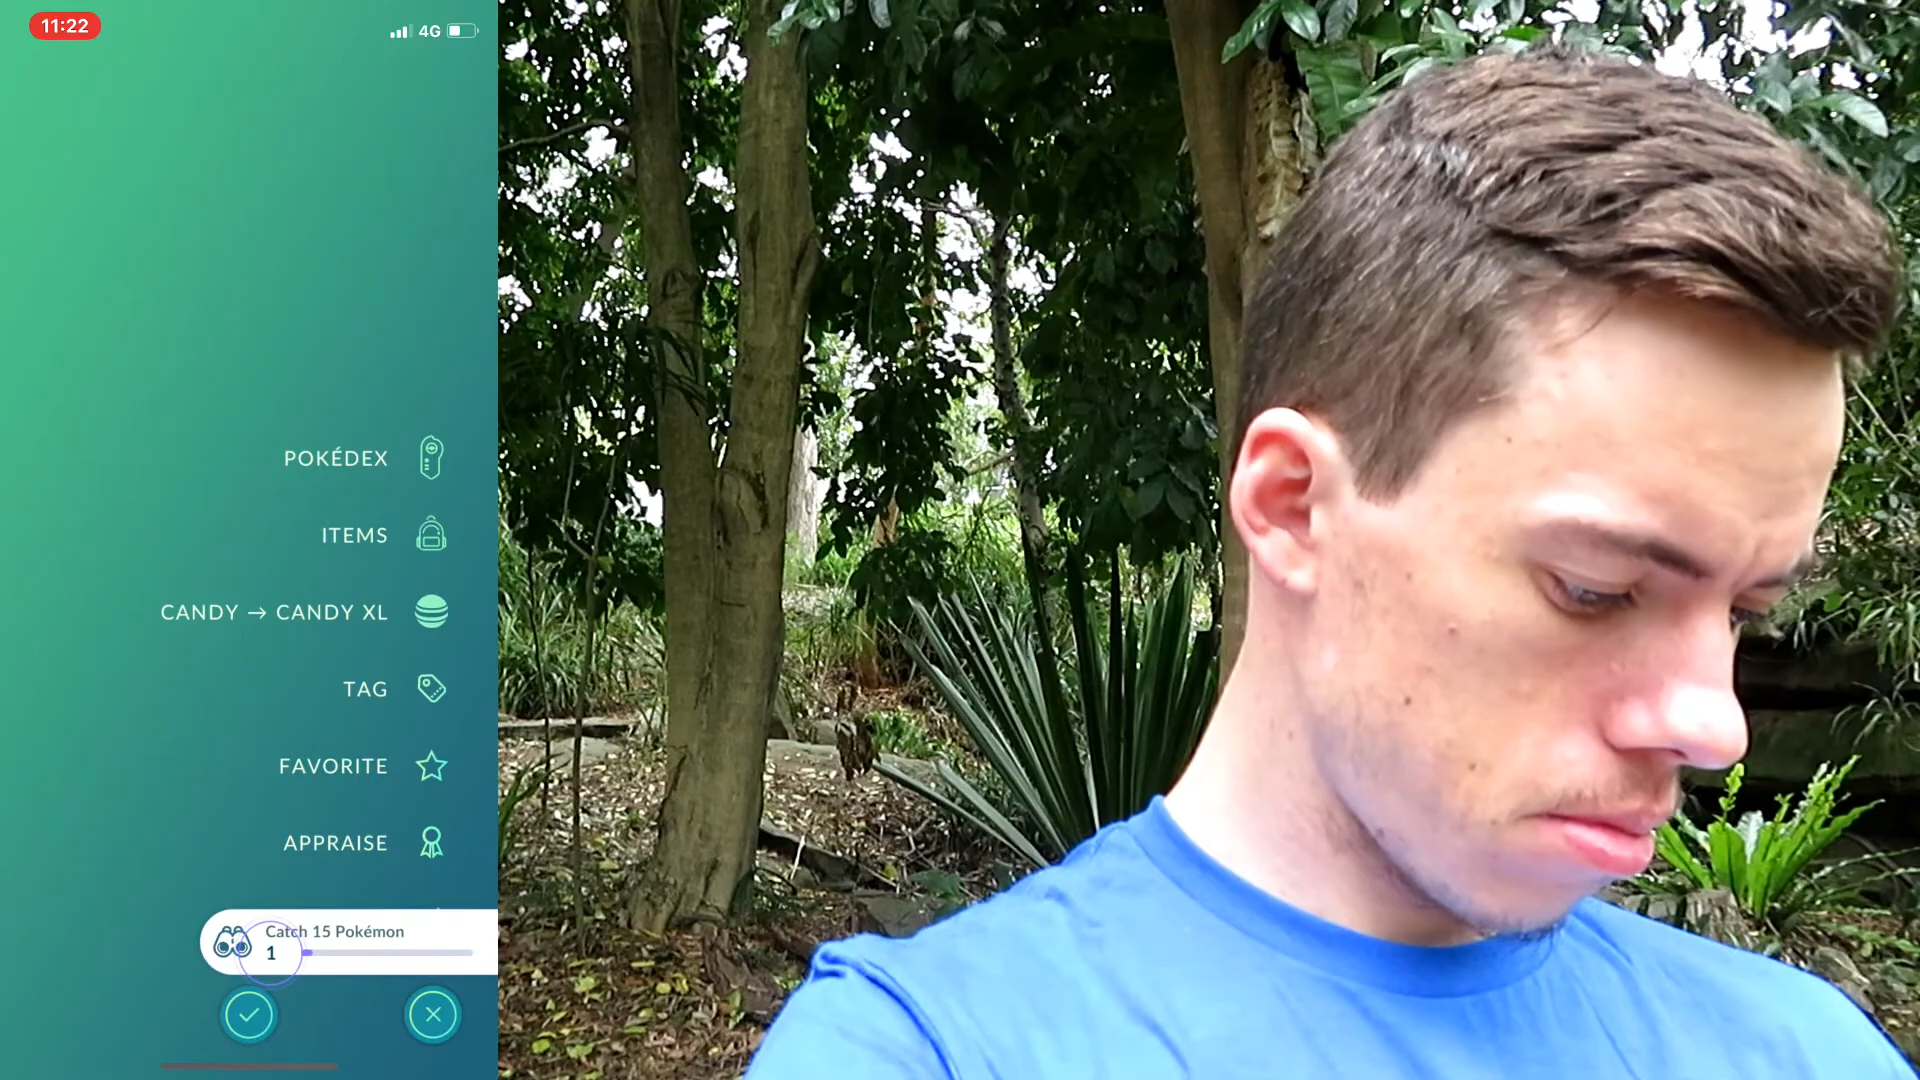 11:22
4G
POKÉDEX
ITEMS
CANDY → CANDY XL
TAG
FAVORITE
APPRAISE
Catch 15 Pokémon
1